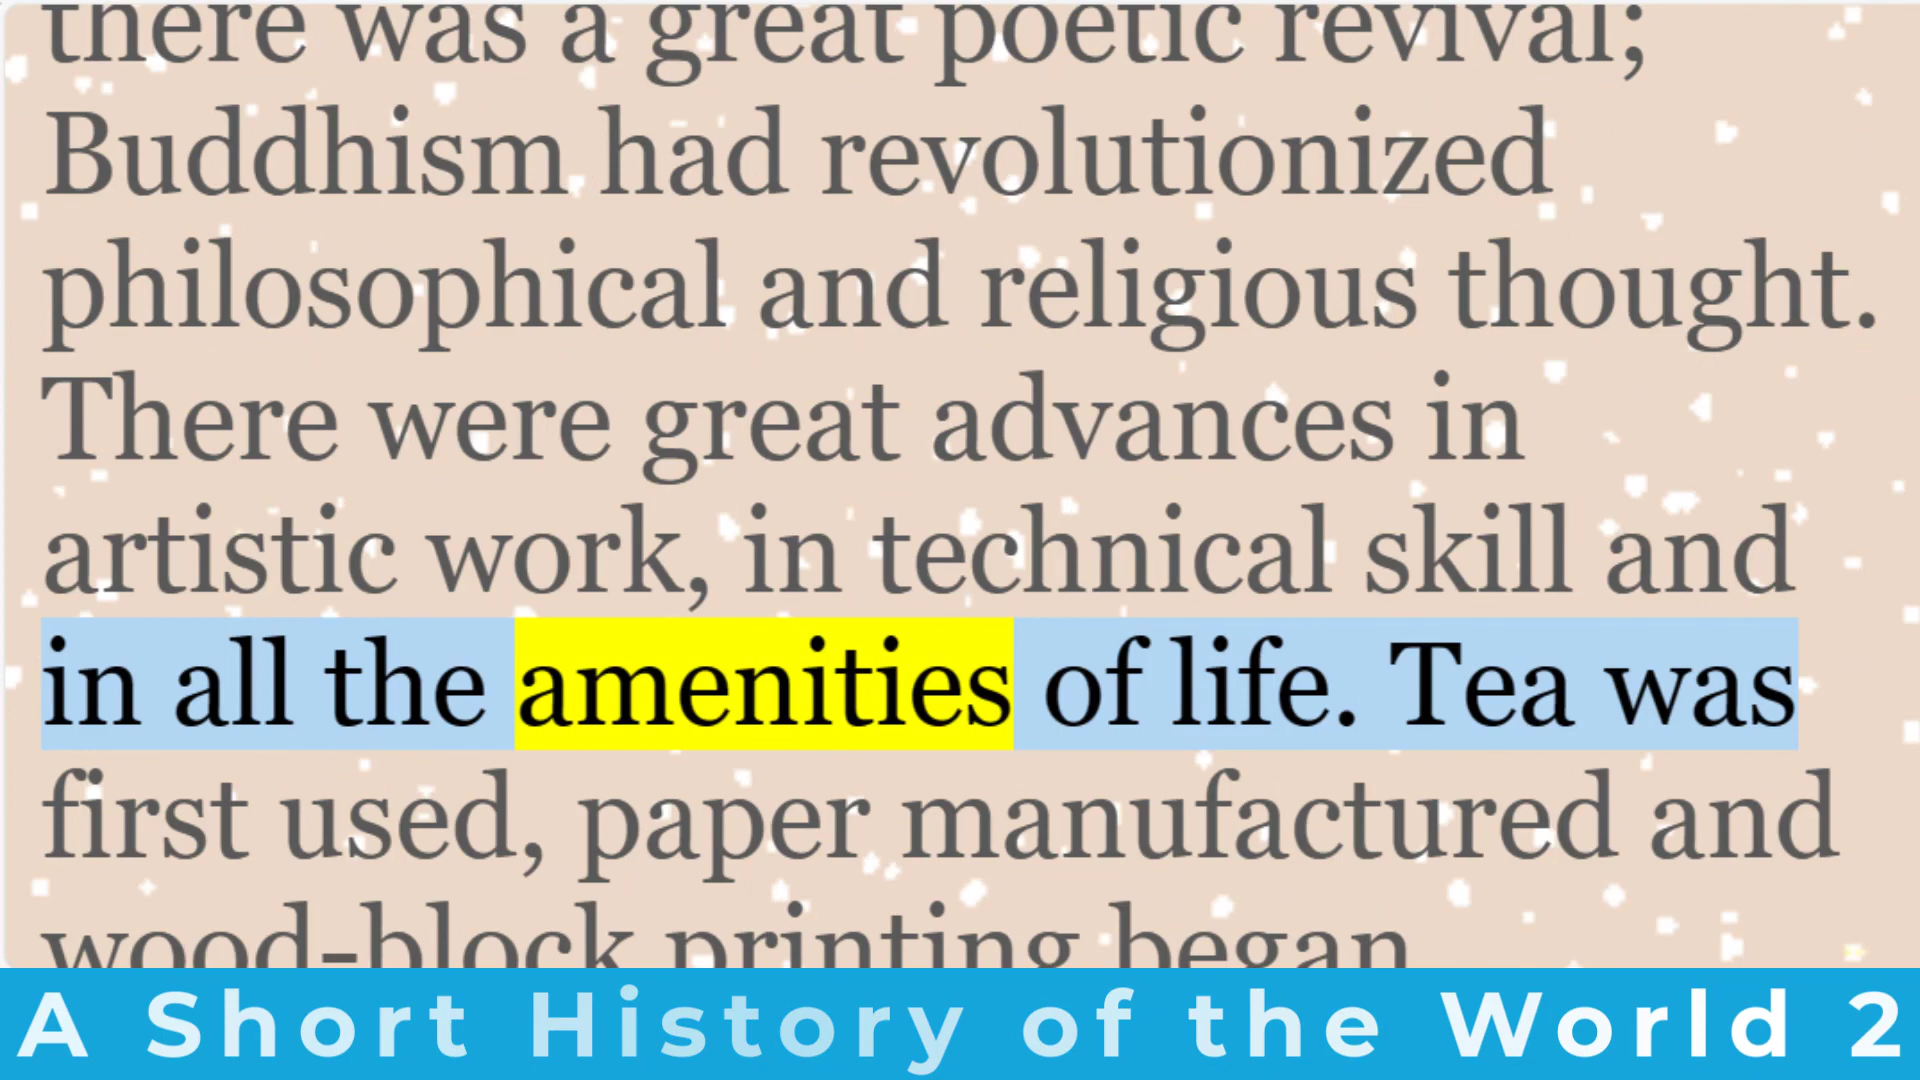 there was a great poetic revival;
Buddhism had revolutionized
philosophical and religious thought.
There were great advances in
artistic work, in technical skill and
in all the amenities of life. Tea was
first used, paper manufactured and
wood-block printing began
A Short History of the World 2